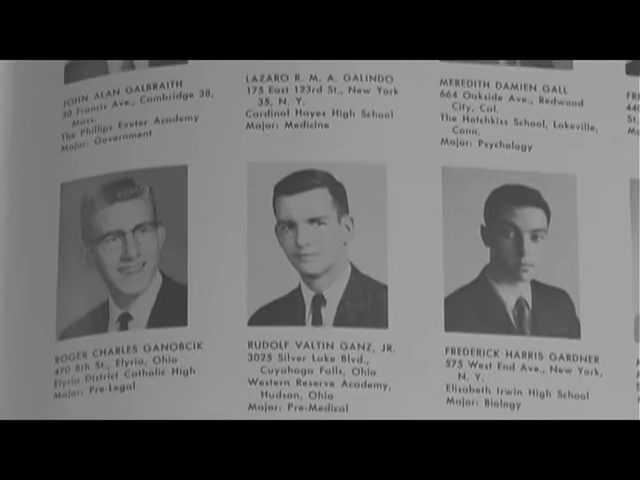 JOHN ALAN GALBRAITH
30 Francis Ave., Cambridge 38,
Mass.
The Phillips Exeter Academy
Major: Government
LAZARO R. M. A. GALINDO
175 East 123rd St., New York
35, N. Y.
Cardinal Hayes High School
Major: Medicine
MEREDITH DAMIEN GALL
664 Oakside Ave., Redwood
City, Cal.
The Hotchkiss School, Lakeville,
Conn.
Major: Psychology
ROGER CHARLES GANOBCIK
470 8th St., Elyria, Ohio
Elyria District Catholic High
Major: Pre-Legal
RUDOLF VALTIN GANZ, JR.
3025 Silver Lake Blvd.,
Cuyahoga Falls, Ohio
Western Reserve Academy,
Hudson, Ohio
Major: Pre-Medical
FREDERICK HARRIS GARDNER
575 West End Ave., New York,
N. Y.
Elisabeth Irwin High School
Major: Biology